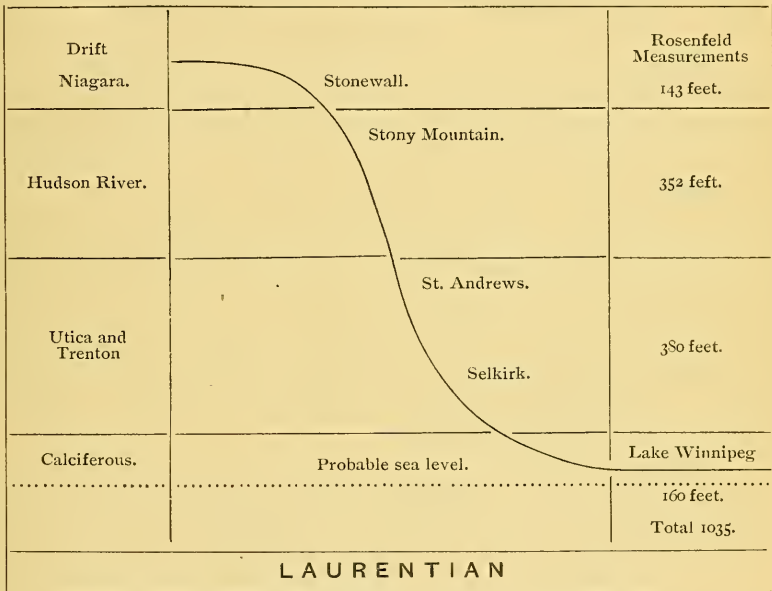 Drift
Niagara.
Stonewall.
Rosenfeld
Measurements
143 feet.
Stony Mountain.
Hudson River.
352 feft.
St. Andrews.
Utica and
Trenton
380 feet.
Selkirk.
Calciferous.
Probable sea level.
Lake Winnipeg
160 feet.
Total 1035.
LAURENTIAN